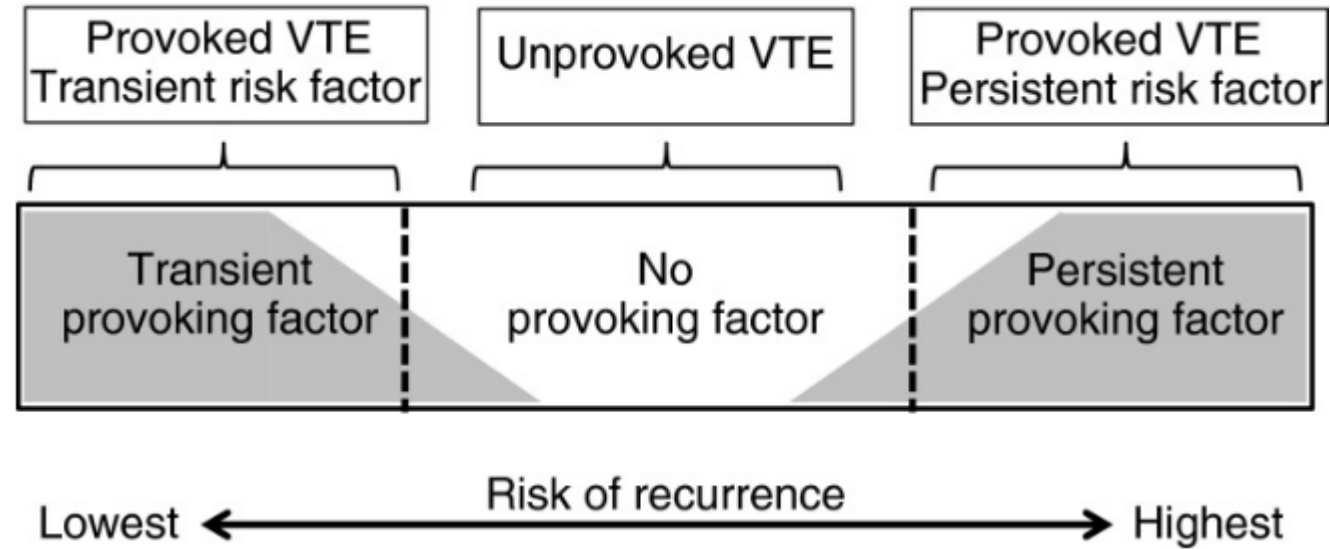 Provoked VTE
Transient risk factor
Unprovoked VTE
Provoked VTE
Persistent risk factor
Transient
provoking factor
No
provoking factor
Persistent
provoking factor
Risk of recurrence
Lowest
Highest